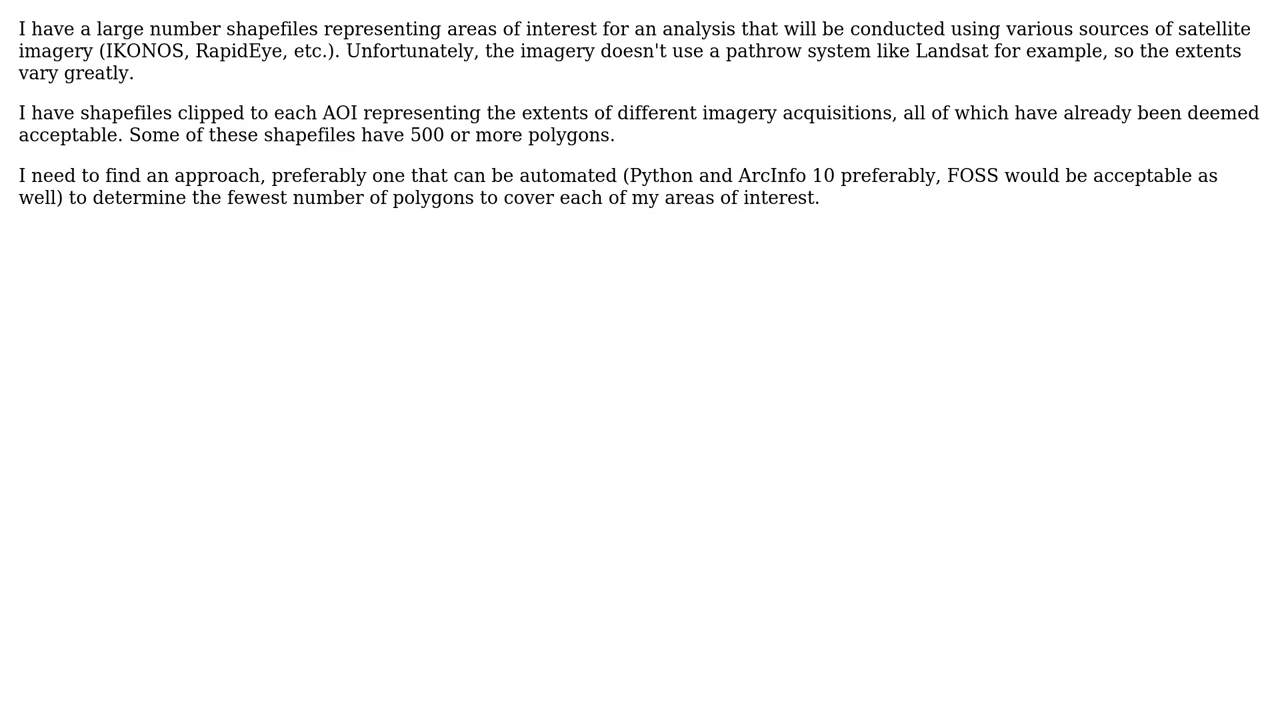 I have a large number shapefiles representing areas of interest for an analysis that will be conducted using various sources of satellite
imagery (IKONOS, RapidEye, etc.). Unfortunately, the imagery doesn't use a pathrow system like Landsat for example, so the extents
vary greatly.
I have shapefiles clipped to each AOI representing the extents of different imagery acquisitions, all of which have already been deemed
acceptable. Some of these shapefiles have 500 or more polygons.
I need to find an approach, preferably one that can be automated (Python and ArcInfo 10 preferably, FOSS would be acceptable as
well) to determine the fewest number of polygons to cover each of my areas of interest.